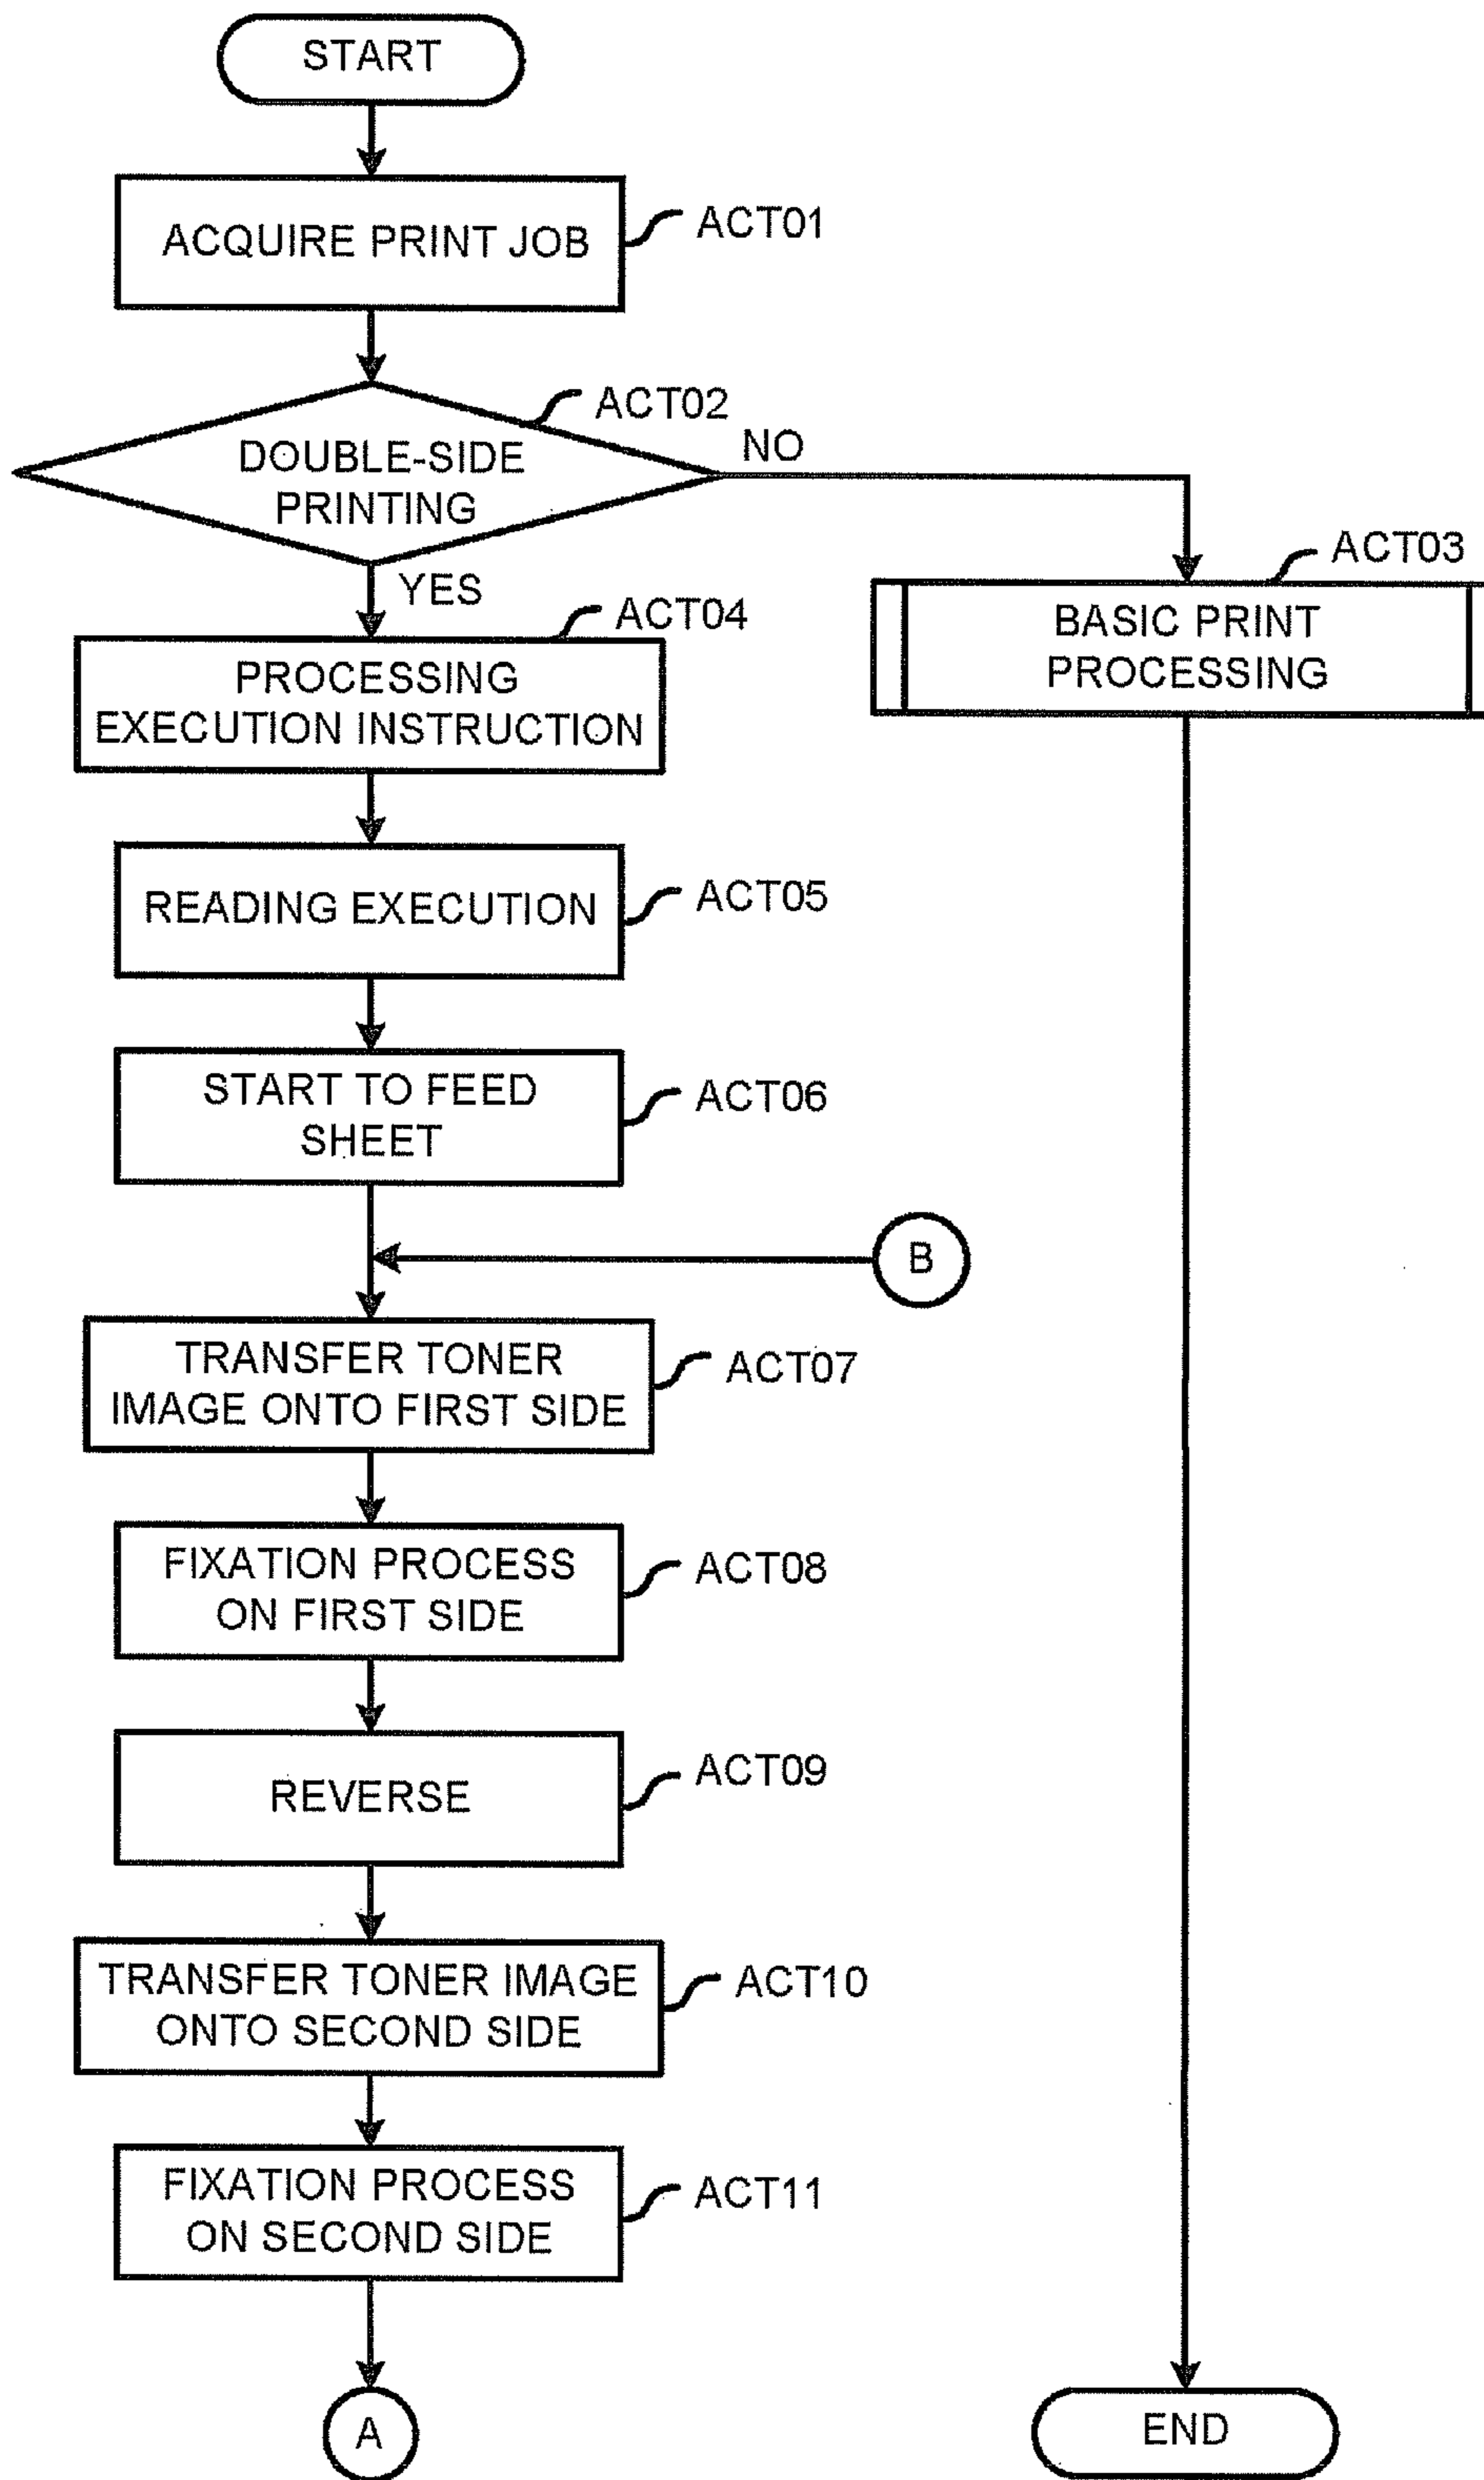 START
ACQUIRE PRINT JOB
ACT01
ACT02
DOUBLE-SIDE
PRINTING
NO
YES
ACT03
BASIC PRINT
PROCESSING
ACT04
PROCESSING
EXECUTION INSTRUCTION
READING EXECUTION
ACT05
START TO FEED
SHEET
ACT06
B
TRANSFER TONER
IMAGE ONTO FIRST SIDE
ACT07
FIXATION PROCESS
ON FIRST SIDE
ACT08
REVERSE
ACT09
TRANSFER TONER IMAGE
ONTO SECOND SIDE
ACT10
FIXATION PROCESS
ON SECOND SIDE
ACT11
A
END